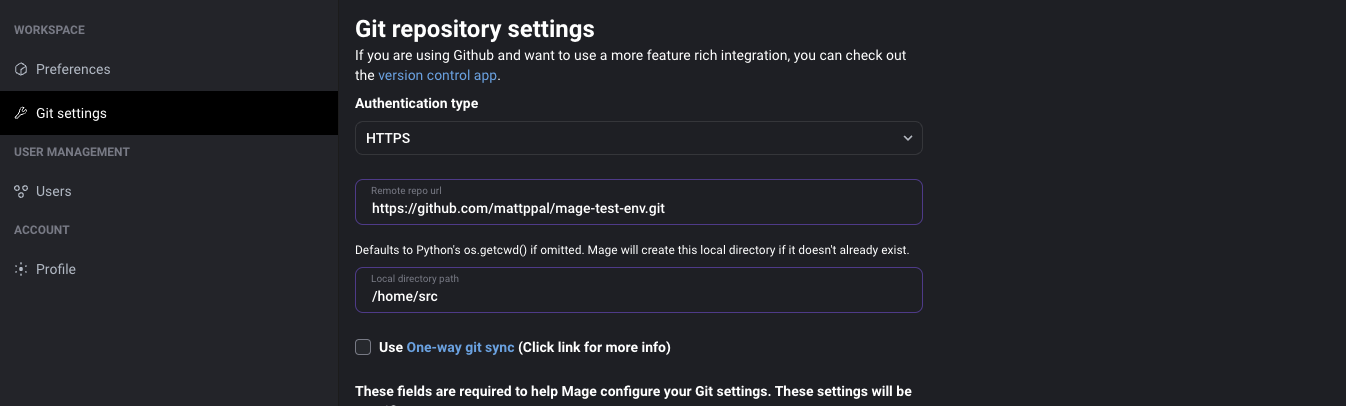 WORKSPACE
Preferences
Git settings
USER MANAGEMENT
Users
ACCOUNT
Profile
Git repository settings
If you are using Github and want to use a more feature rich integration, you can check out
the version control app.
Authentication type
HTTPS
Remote repo url
https://github.com/mattppal/mage-test-env.git
Defaults to Python's os.getcwd() if omitted. Mage will create this local directory if it doesn't already exist.
Local directory path
/home/src
Use One-way git sync (Click link for more info)
These fields are required to help Mage configure your Git settings. These settings will be